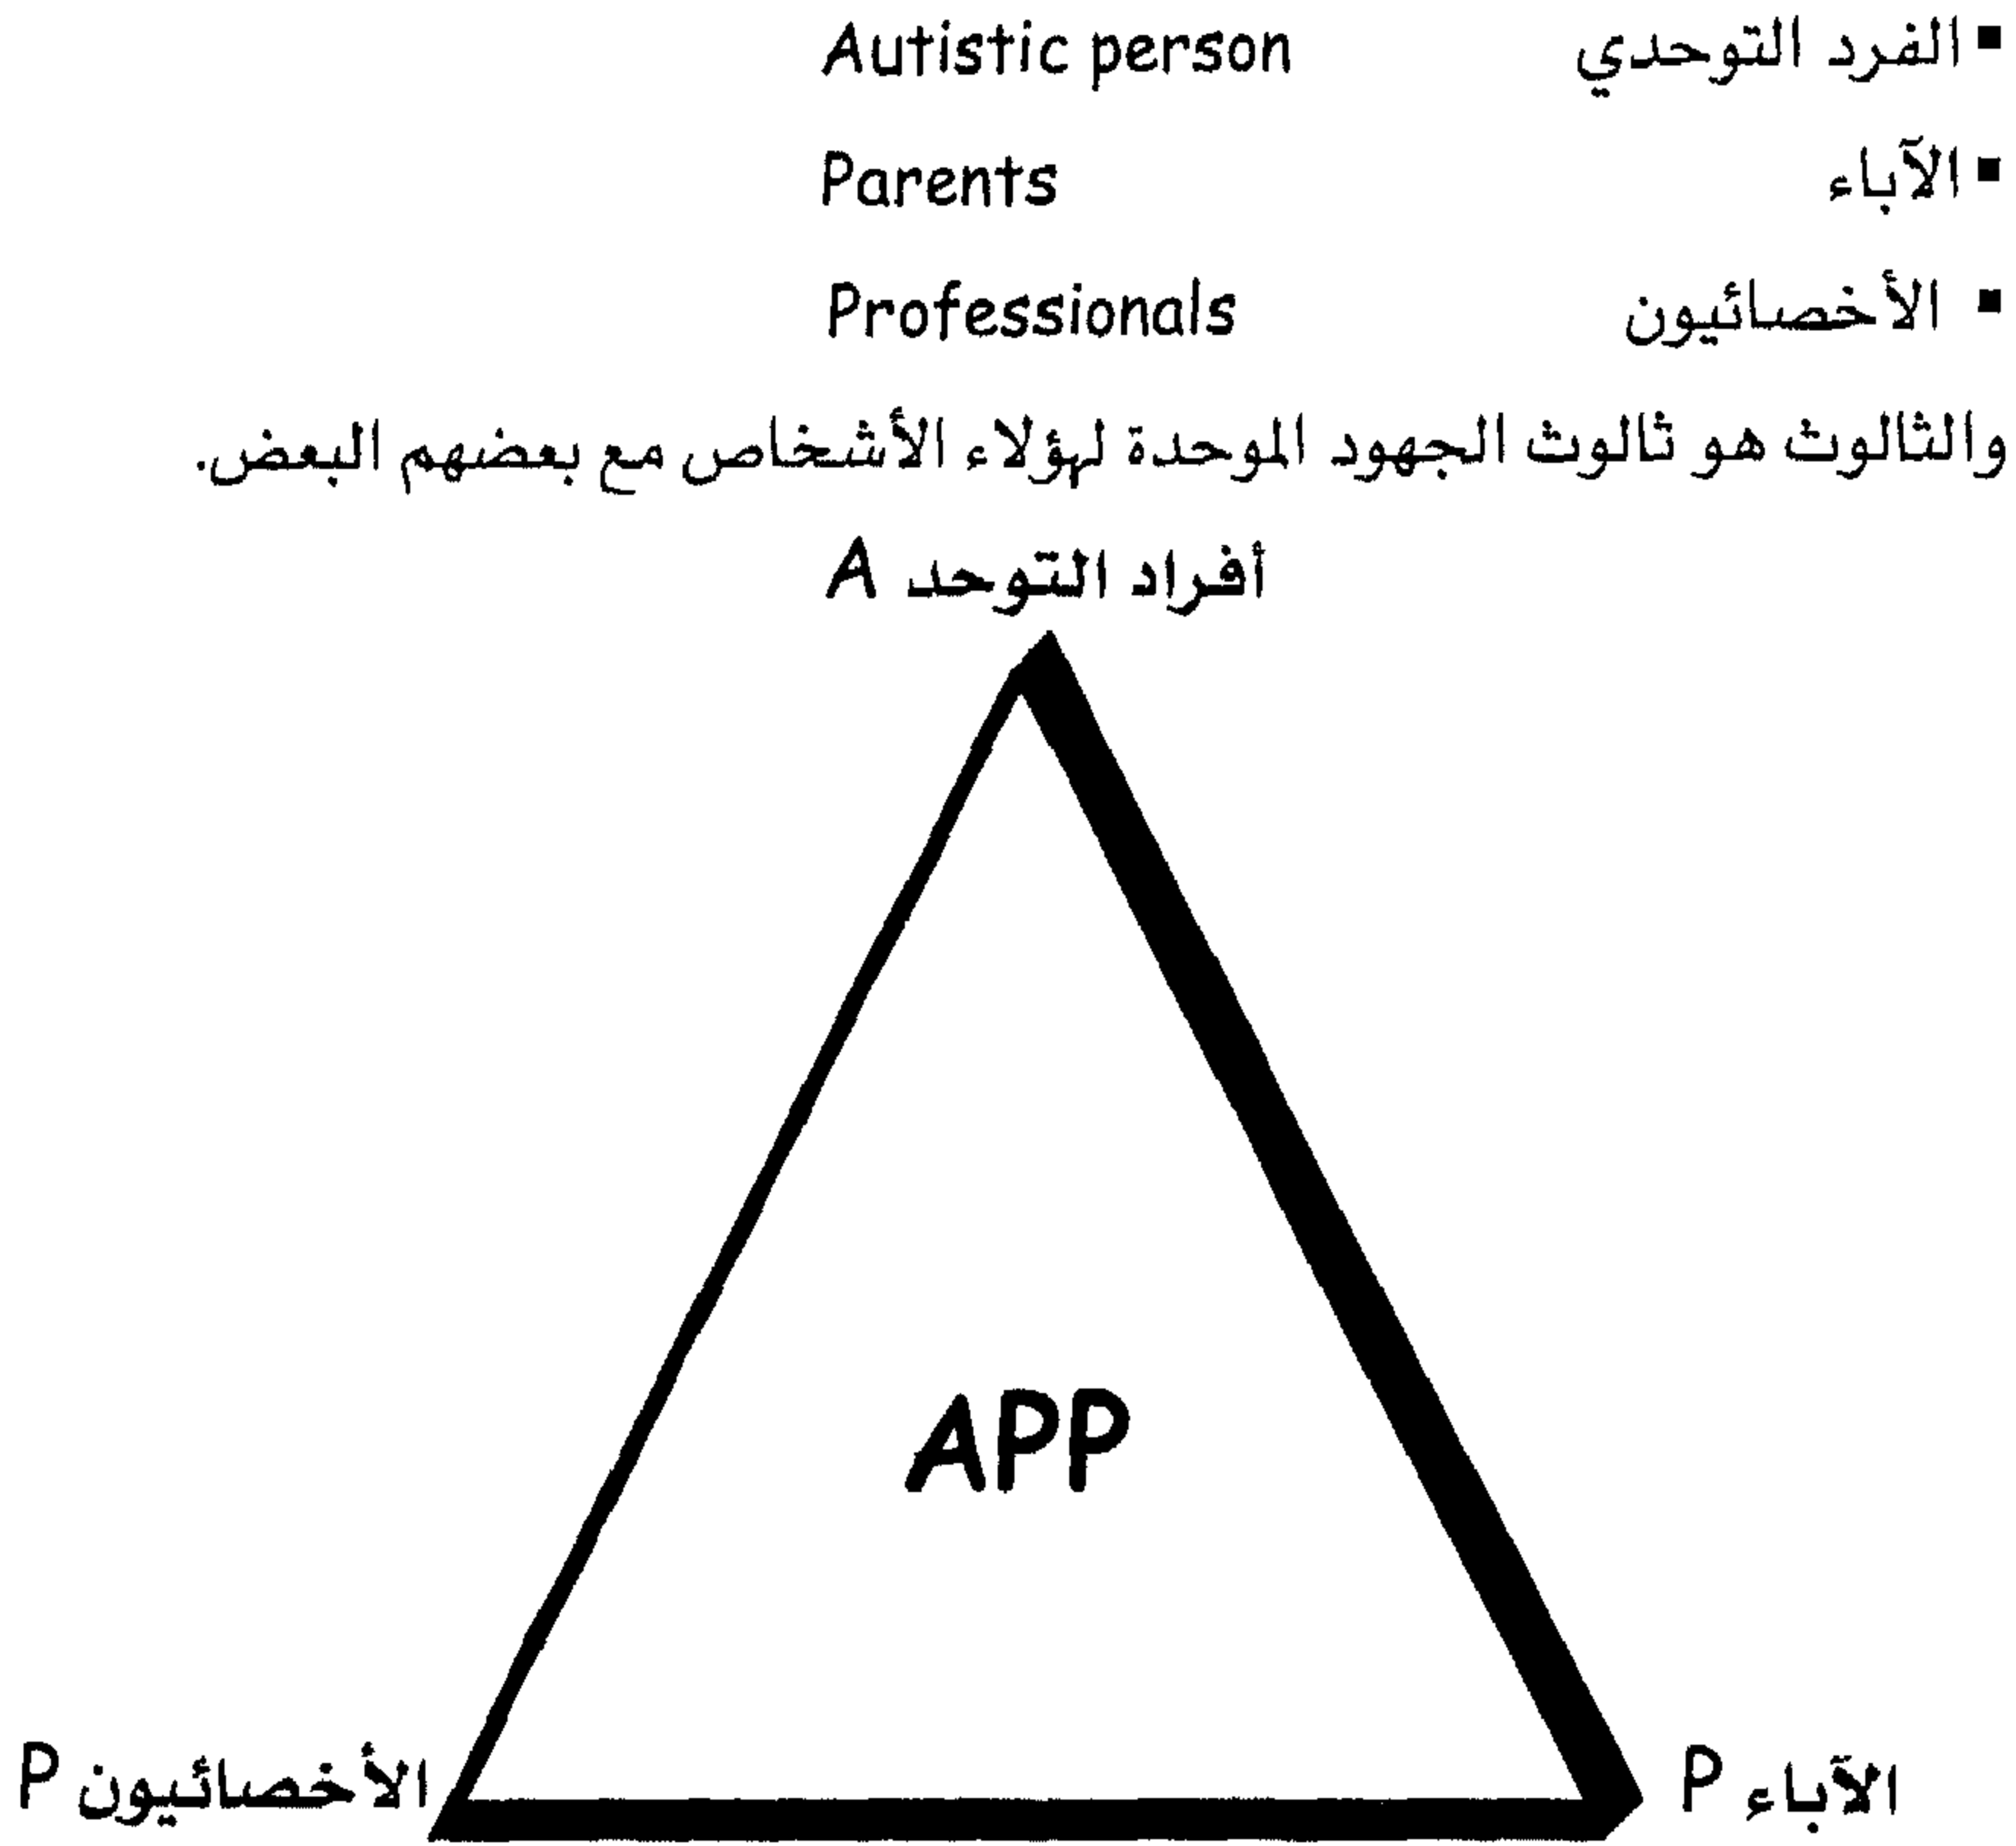 ▪ الفرد التوحدي Autistic person
▪ الآباء Parents
▪ الأخصائيون Professionals
والثالوث هو ثالوث الجهود الموحدة لهؤلاء الأشخاص مع بعضهم البعض.
أفراد التوحد A
APP
الآباء P
الأخصائيون P